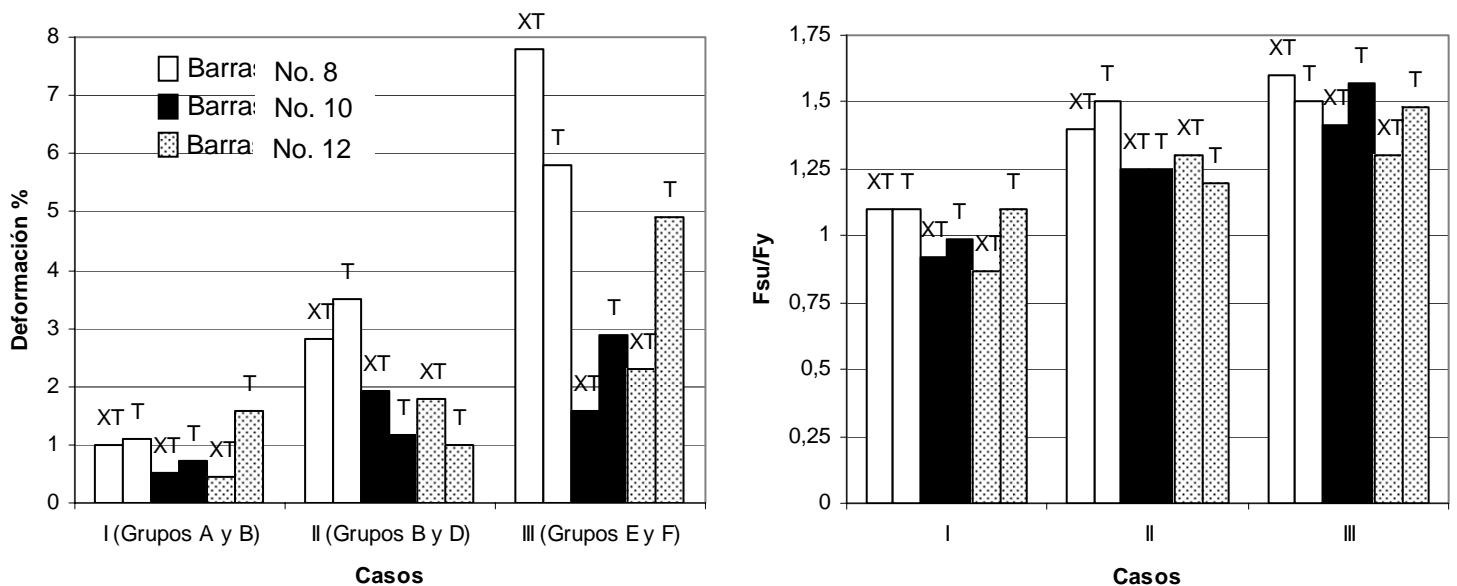 8
7
6
5
4
3
2
1
0
Deformación %
Barras No. 8
Barras No. 10
Barras No. 12
XT T XT T XT T
XT T XT T XT T
XT T XT T XT T
I (Grupos A y B) II (Grupos B y D) III (Grupos E y F)
Casos
1,75
1,5
1,25
1
0,75
0,5
0,25
0
Fsu/Fy
XT T XT T XT T
XT T XT T XT T
XT T XT T XT T
I II III
Casos